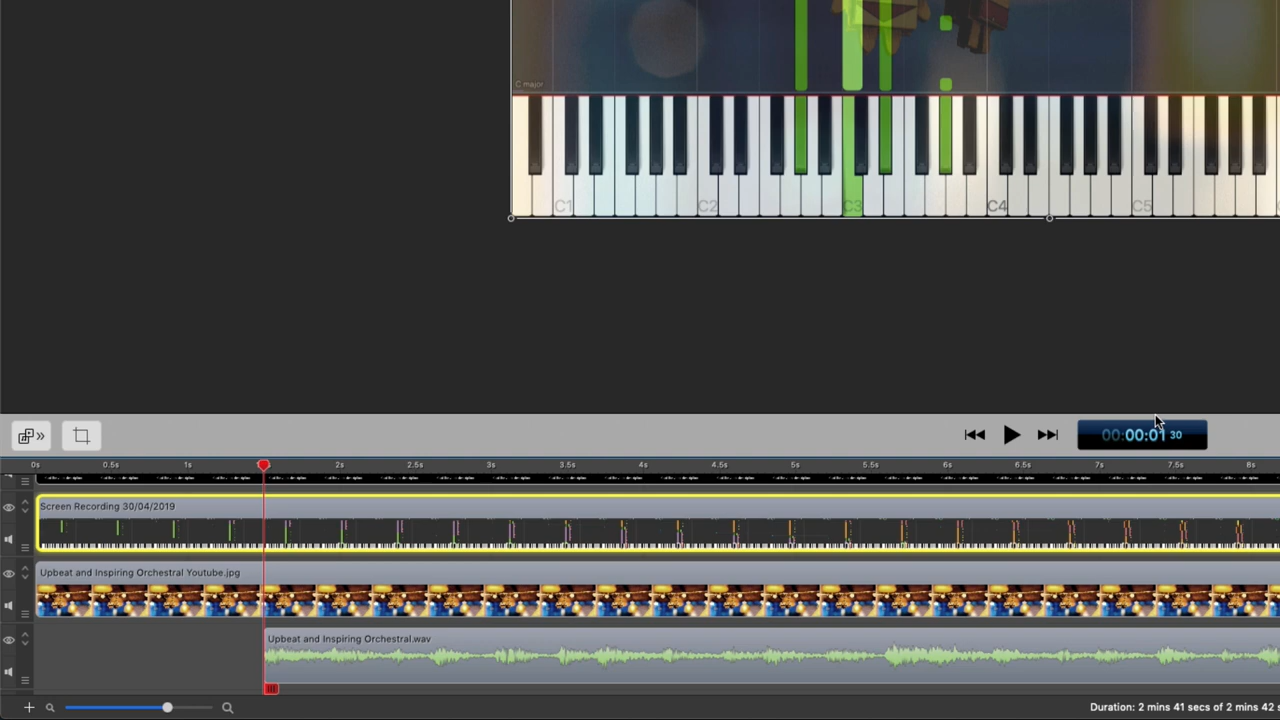 C major
C1 C2 C3 C4 C5
00:00:01 30
0s 0.5s 1s 2s 2.5s 3s 3.5s 4s 4.5s 5s 5.5s 6s 6.5s 7s 7.5s 8s
Screen Recording 30/04/2019
Upbeat and Inspiring Orchestral Youtube.jpg
Upbeat and Inspiring Orchestral.wav
Duration: 2 mins 41 secs of 2 mins 42 s